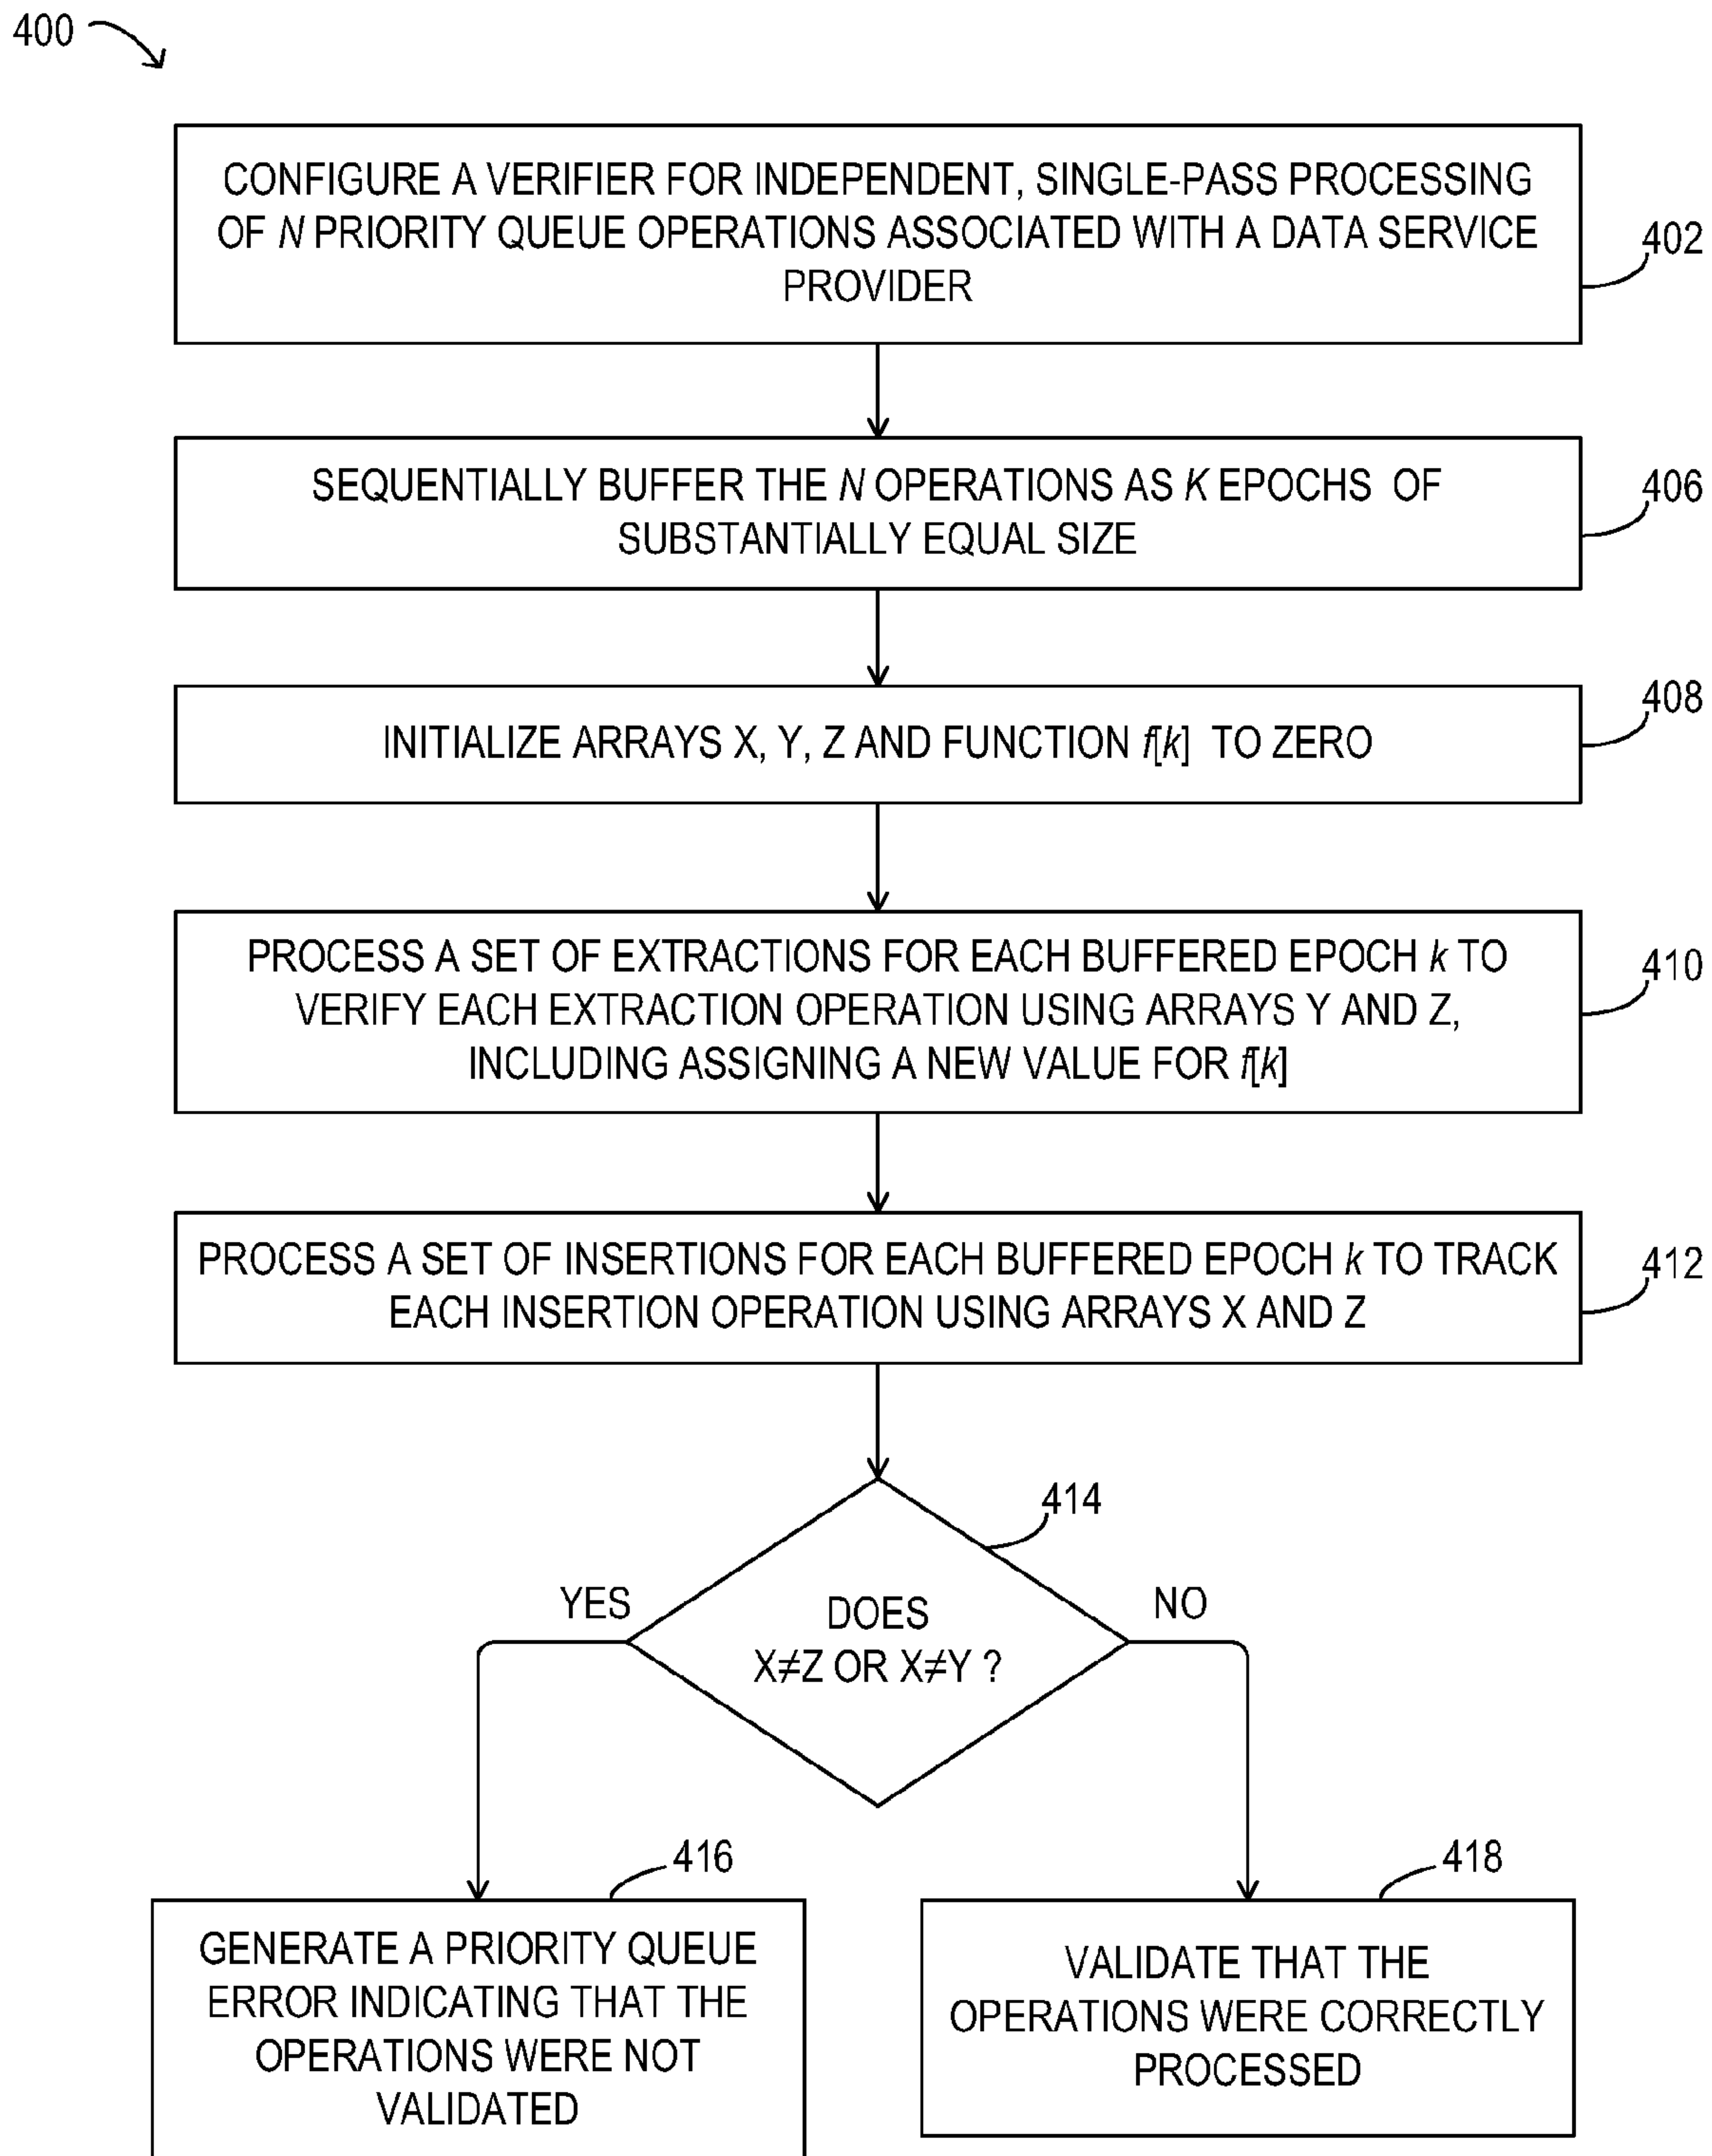 400
CONFIGURE A VERIFIER FOR INDEPENDENT, SINGLE-PASS PROCESSING
OF N PRIORITY QUEUE OPERATIONS ASSOCIATED WITH A DATA SERVICE
PROVIDER
402
SEQUENTIALLY BUFFER THE N OPERATIONS AS K EPOCHS OF
SUBSTANTIALLY EQUAL SIZE
406
INITIALIZE ARRAYS X, Y, Z AND FUNCTION f[k] TO ZERO
408
PROCESS A SET OF EXTRACTIONS FOR EACH BUFFERED EPOCH k TO
VERIFY EACH EXTRACTION OPERATION USING ARRAYS Y AND Z,
INCLUDING ASSIGNING A NEW VALUE FOR f[k]
410
PROCESS A SET OF INSERTIONS FOR EACH BUFFERED EPOCH k TO TRACK
EACH INSERTION OPERATION USING ARRAYS X AND Z
412
414
DOES
X≠Z OR X≠Y ?
YES
NO
416
GENERATE A PRIORITY QUEUE
ERROR INDICATING THAT THE
OPERATIONS WERE NOT
VALIDATED
418
VALIDATE THAT THE
OPERATIONS WERE CORRECTLY
PROCESSED